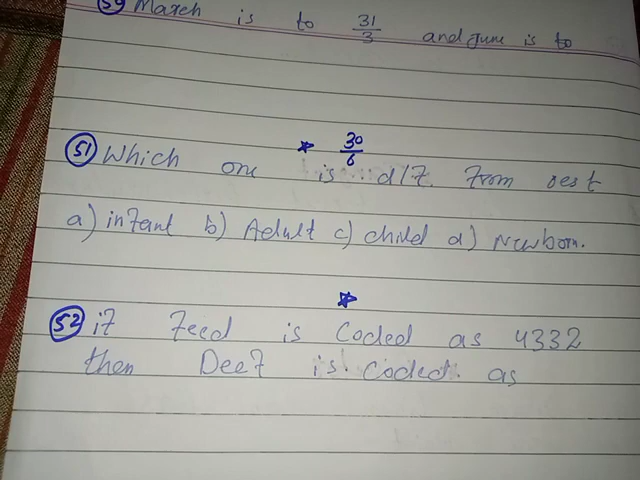 59 March is to 31/3 and June is to
* 30/6
51 Which one is d/f. from rest
a) infant b) Adult c) child d) Newborn.
*
52 if feed is coded as 4332
then Deef is coded as